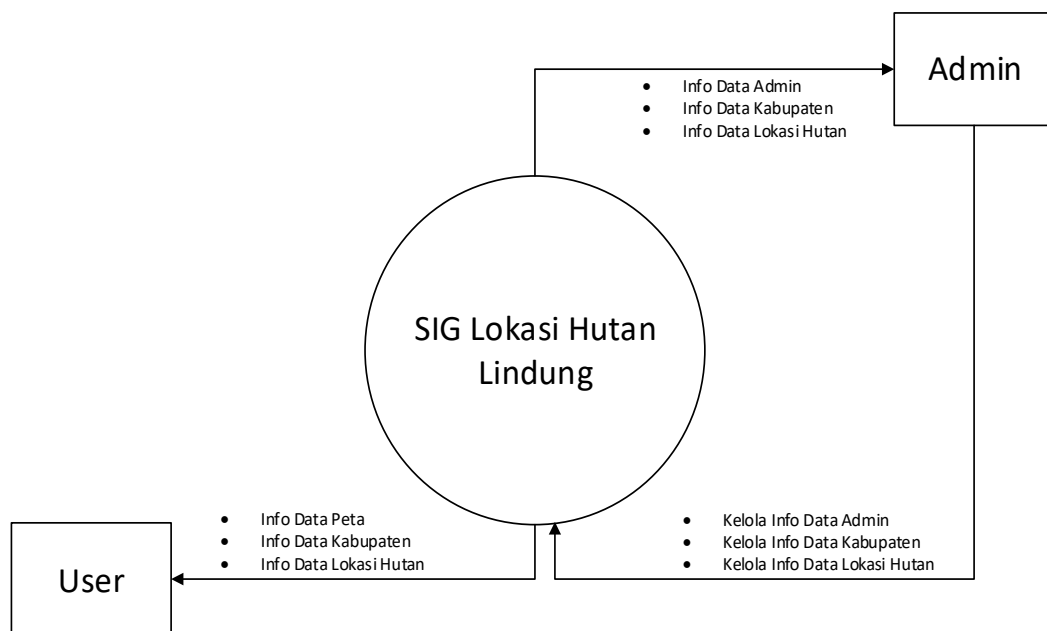 Admin
• Info Data Admin
• Info Data Kabupaten
• Info Data Lokasi Hutan
SIG Lokasi Hutan
Lindung
• Info Data Peta
• Info Data Kabupaten
• Info Data Lokasi Hutan
• Kelola Info Data Admin
• Kelola Info Data Kabupaten
• Kelola Info Data Lokasi Hutan
User